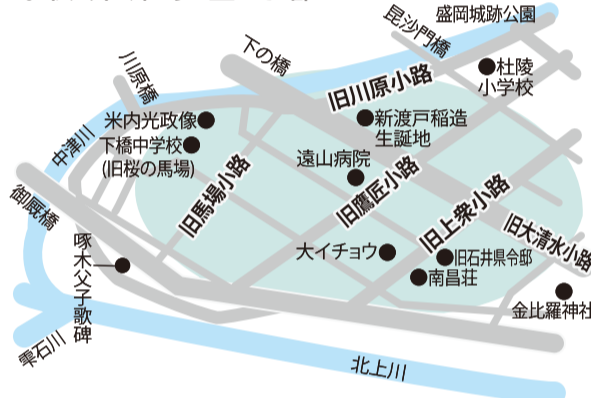 盛岡城跡公園
毘沙門橋
下の橋
杜陵
小学校
旧川原小路
川原橋
米内光政像
新渡戸稲造
生誕地
下橋中学校
(旧桜の馬場)
中津川
遠山病院
御厩橋
旧馬場小路
旧鷹匠小路
旧上衆小路
旧大清水小路
啄木父子歌碑
大イチョウ
旧石井県令邸
南昌荘
金比羅神社
雫石川
北上川